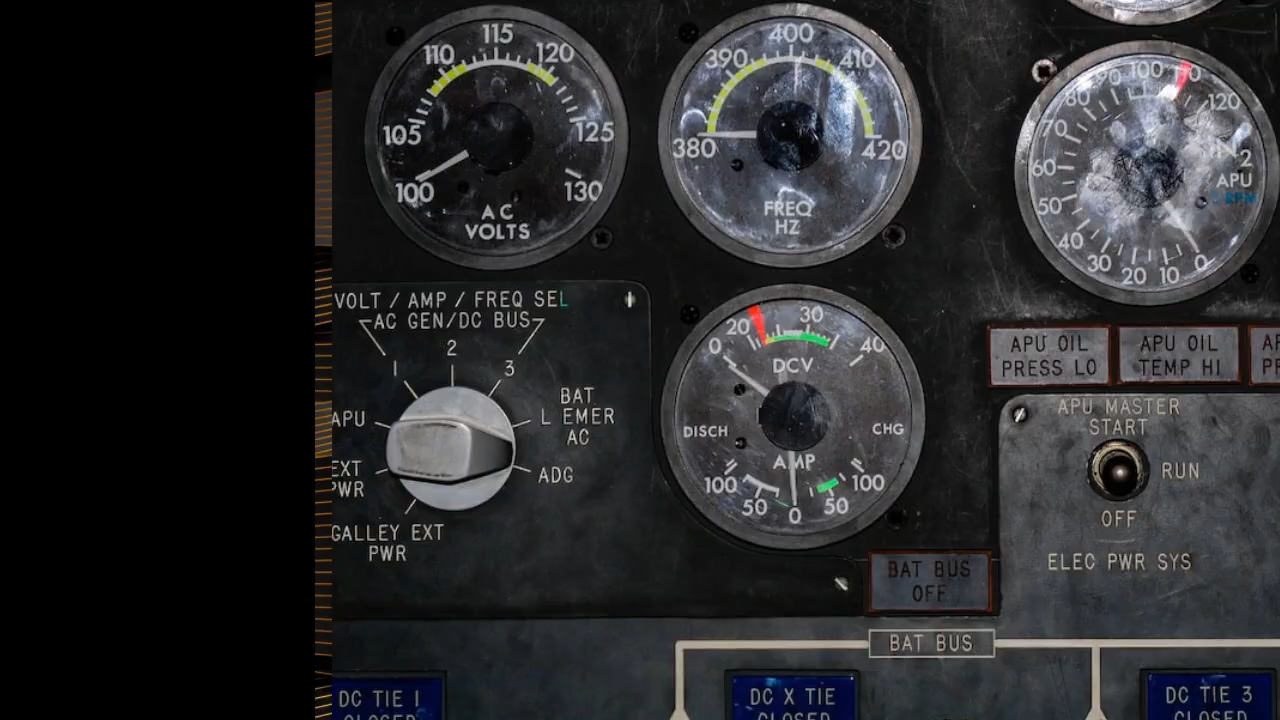 115
110
120
105
125
100
130
AC
VOLTS
400
390
410
380
420
FREQ
HZ
100
90
80
120
70
60
50
40
30
20
10
0
APU
VOLT / AMP / FREQ SEL
AC GEN/DC BUS
1
2
3
APU
BAT
L EMER
AC
EXT
PWR
ADG
GALLEY EXT
PWR
20
30
0
40
DCV
DISCH
CHG
AMP
100
100
50
50
0
APU OIL
PRESS LO
APU OIL
TEMP HI
APU MASTER
START
RUN
OFF
ELEC PWR SYS
BAT BUS
OFF
BAT BUS
DC TIE 1
CLOSED
DC X TIE
CLOSED
DC TIE 3
CLOSED